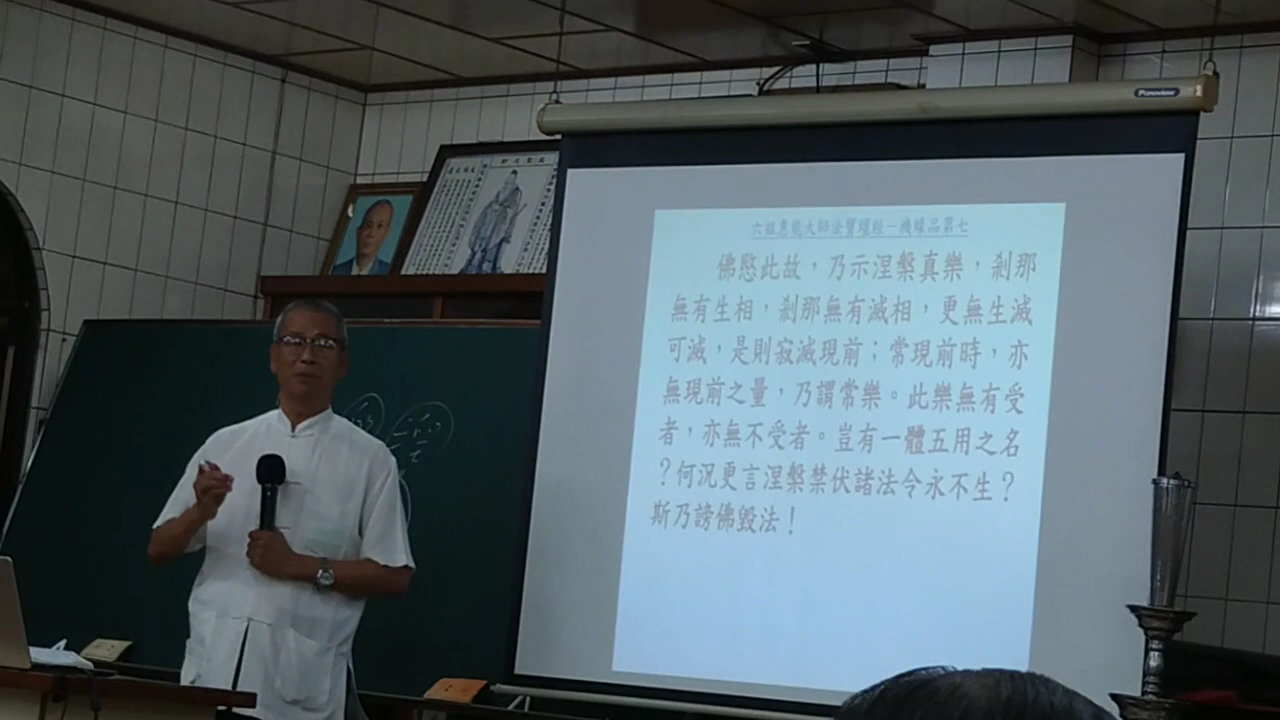 六祖惠能大師法寶壇經—機緣品第七
佛愍此故，乃示涅槃真樂，剎那
無有生相，剎那無有滅相，更無生滅
可滅，是則寂滅現前；常現前時，亦
無現前之量，乃謂常樂。此樂無有受
者，亦無不受者。豈有一體五用之名
？何況更言涅槃禁伏諸法令永不生？
斯乃謗佛毀法！